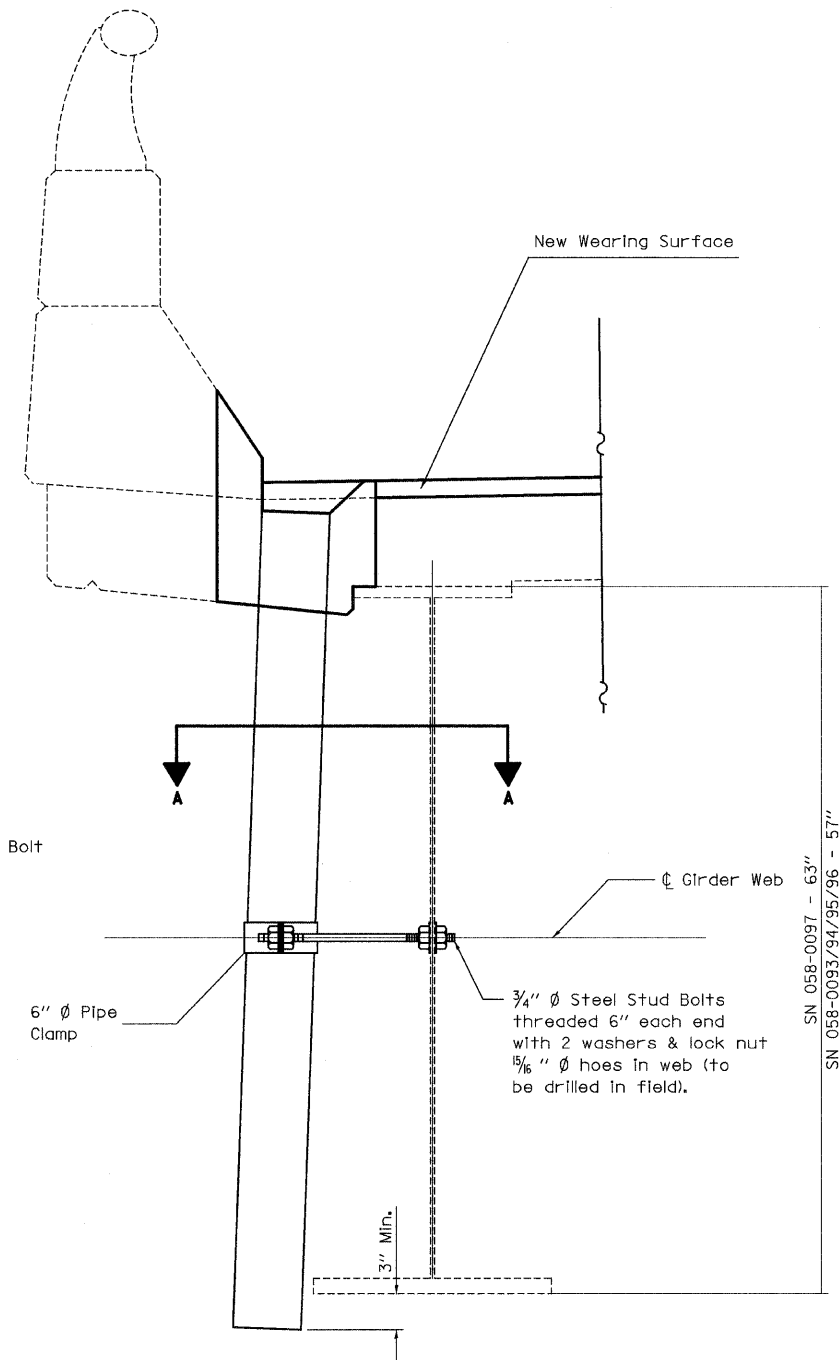 New Wearing Surface
A
A
Bolt
℄ Girder Web
6" Ø Pipe
Clamp
3/4" Ø Steel Stud Bolts
threaded 6" each end
with 2 washers & lock nut
15/16 " Ø hoes in web (to
be drilled in field).
3" Min.
SN 058-0097 - 63"
SN 058-0093/94/95/96 - 57"